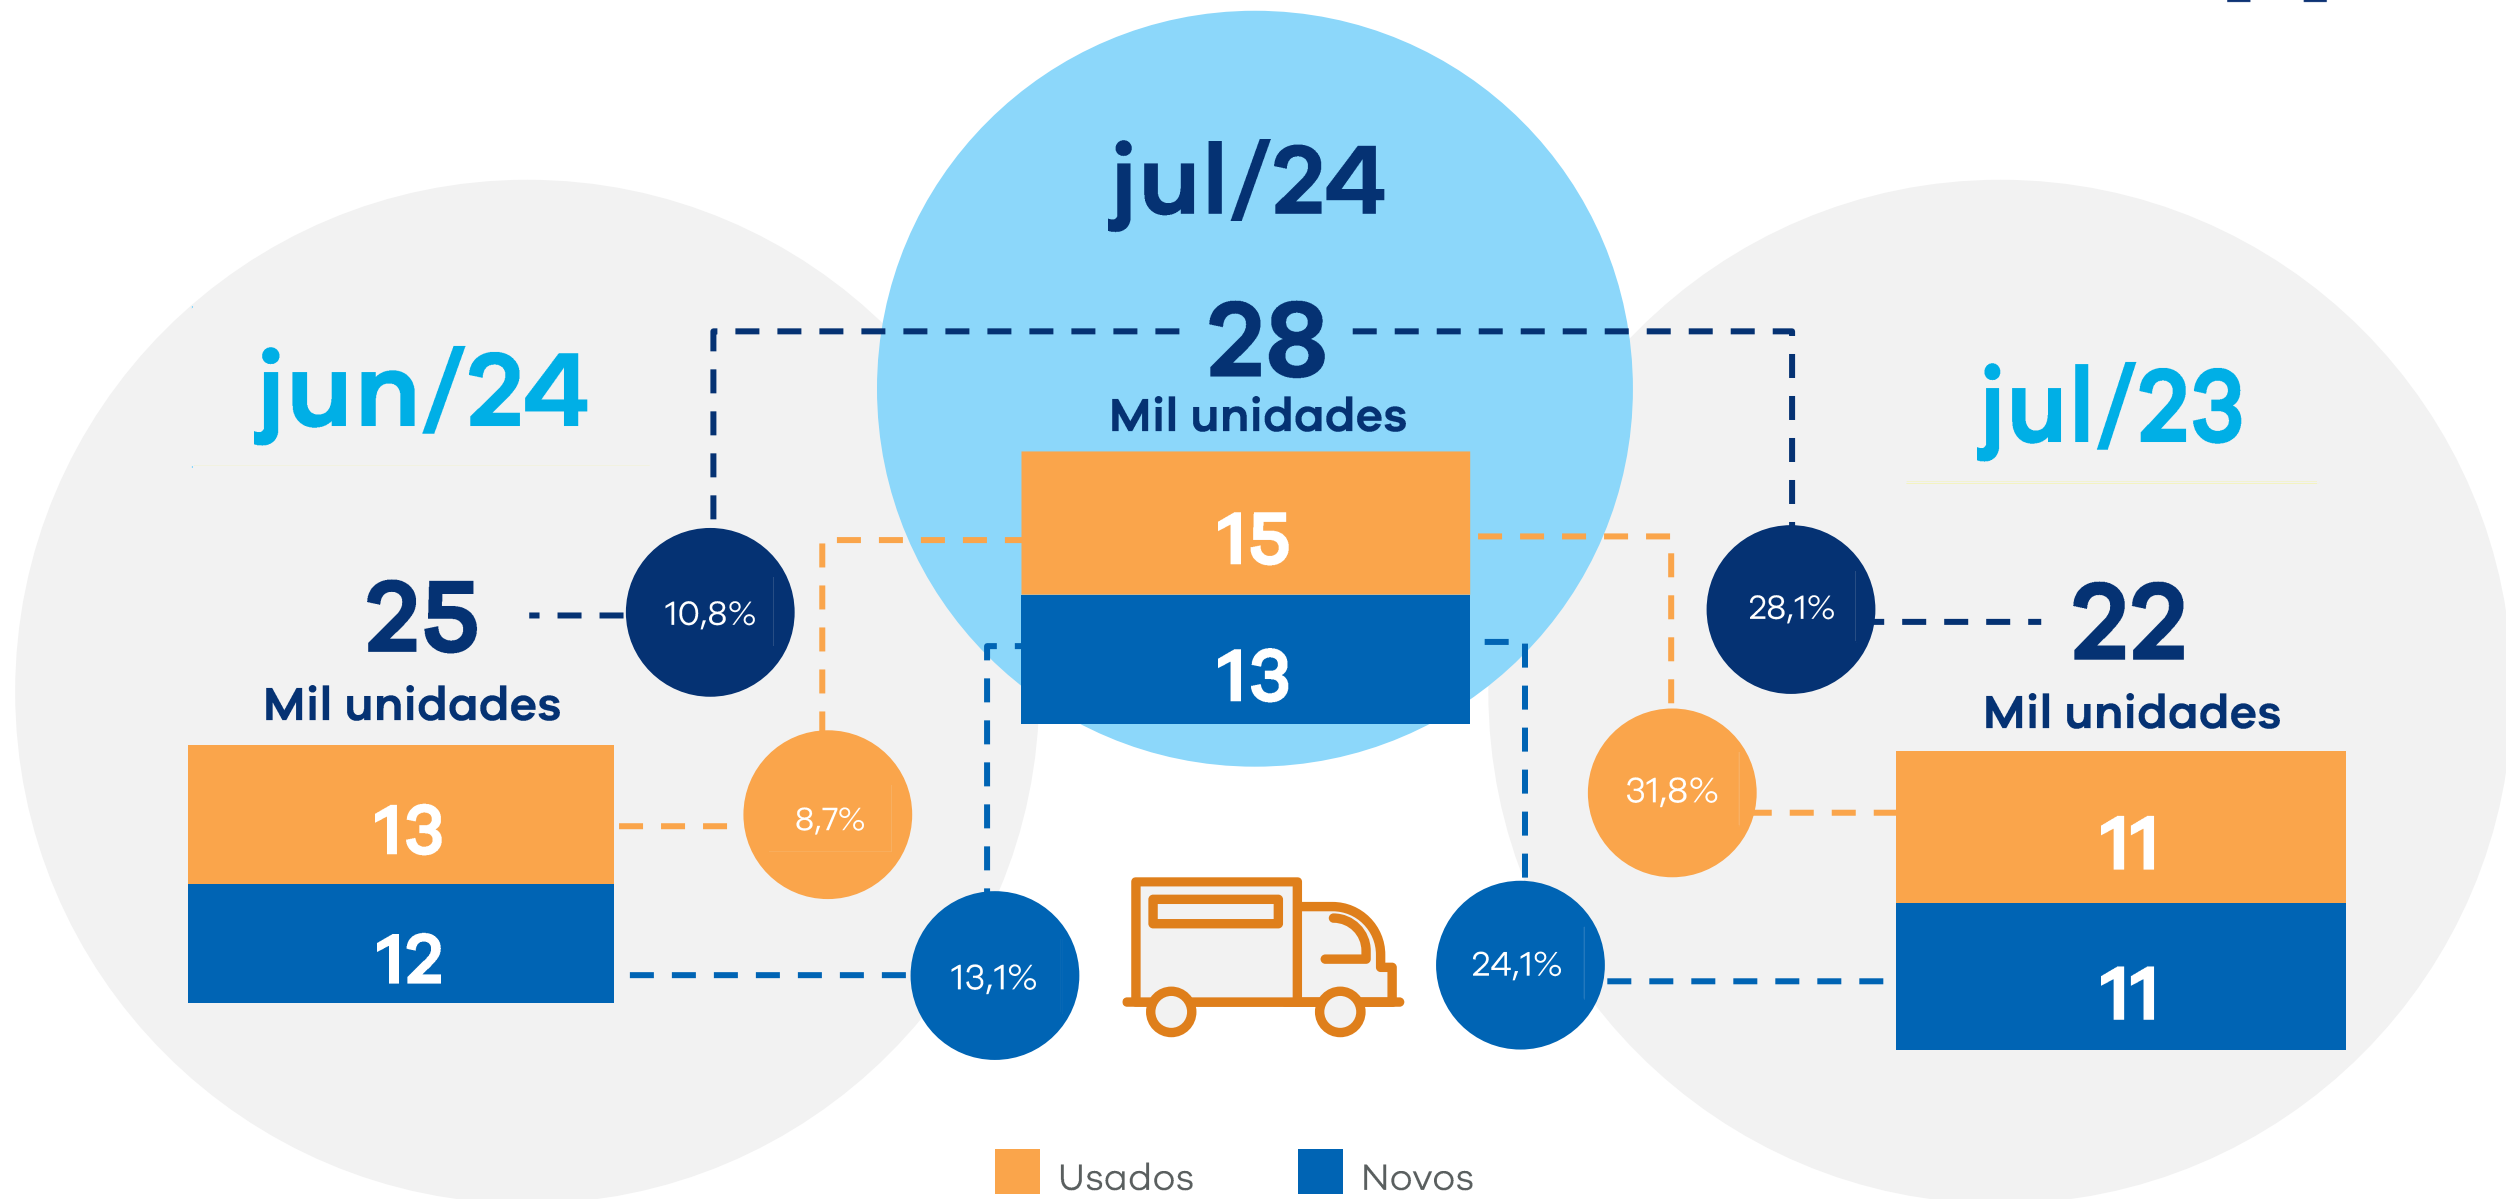 jul/24
28
Mil unidades
15
13
jun/24
25
Mil unidades
13
12
jul/23
22
Mil unidades
11
11
10,8%
8,7%
13,1%
28,1%
31,8%
24,1%
Usados
Novos